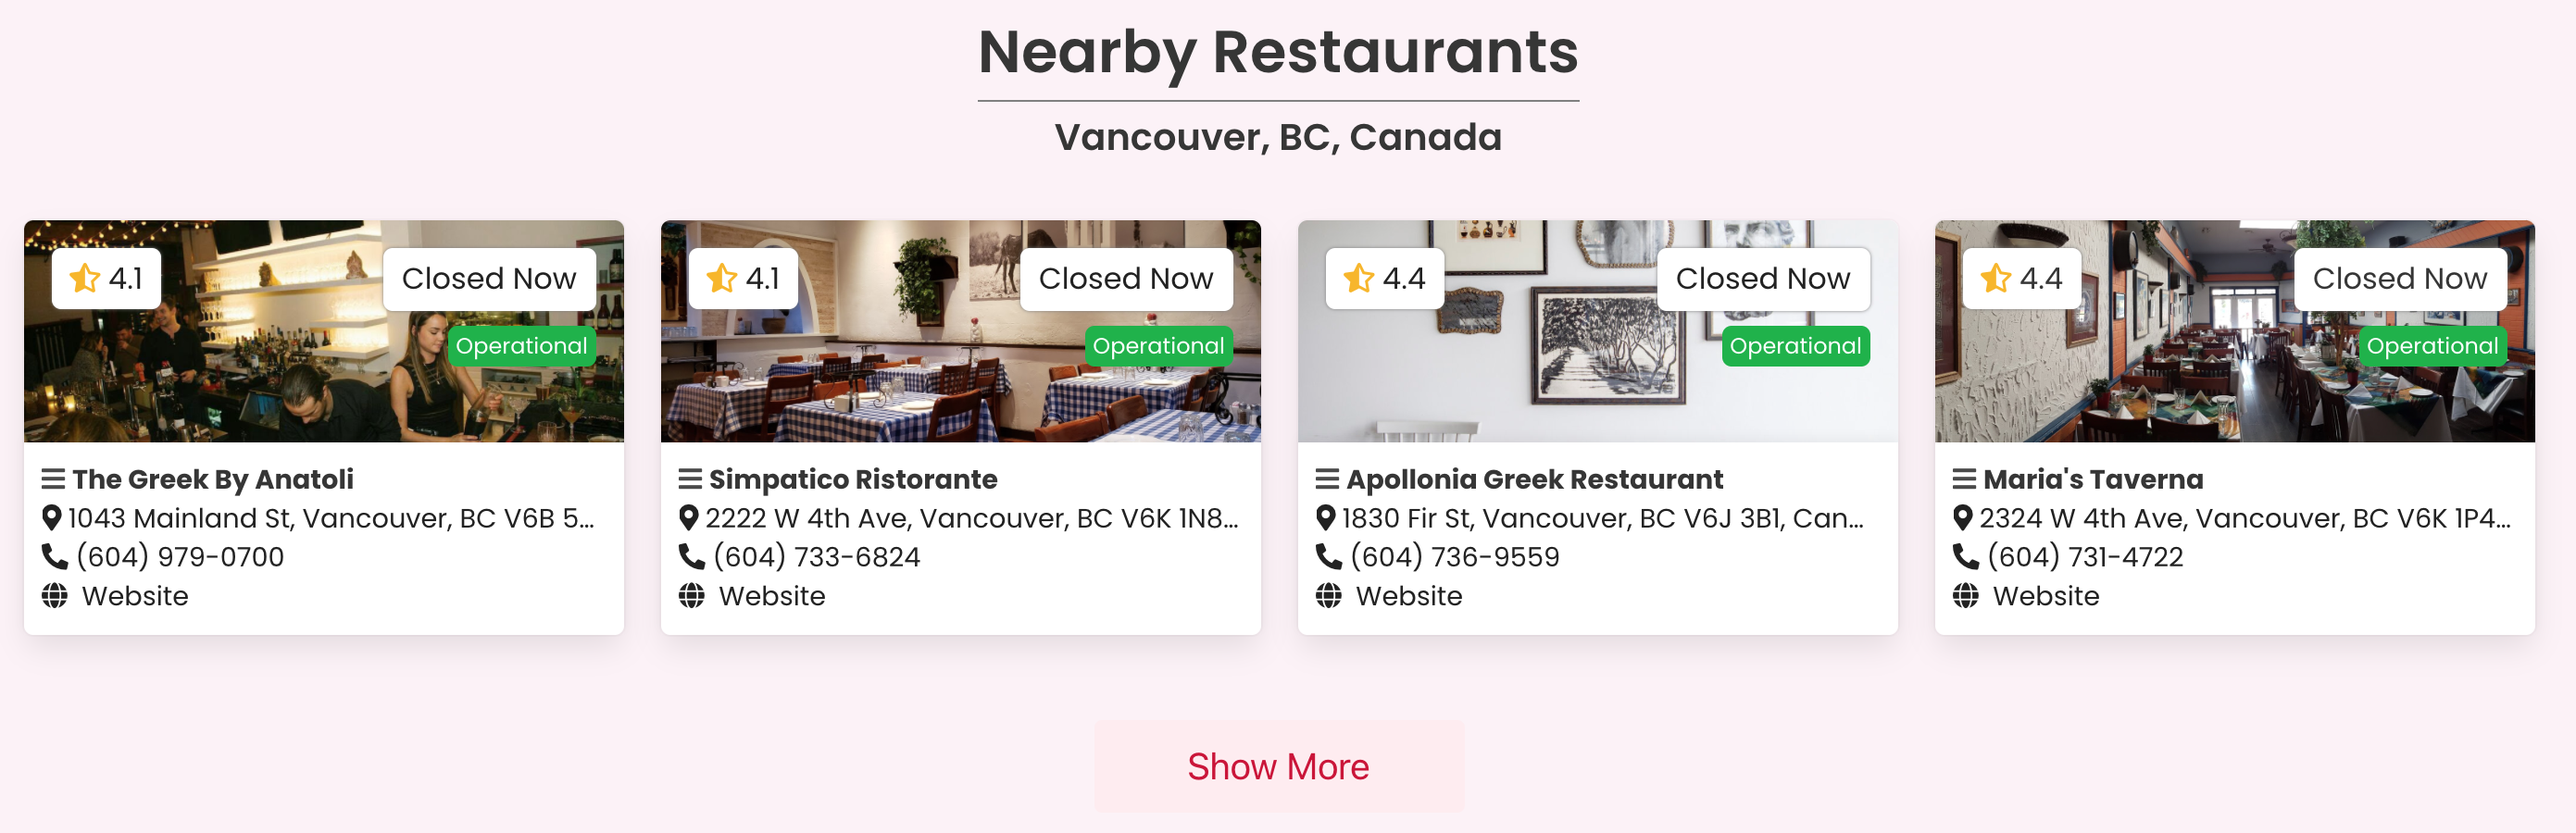 Nearby Restaurants
Vancouver, BC, Canada
4.1
Closed Now
Operational
The Greek By Anatoli
1043 Mainland St, Vancouver, BC V6B 5...
(604) 979-0700
Website
4.1
Closed Now
Operational
Simpatico Ristorante
2222 W 4th Ave, Vancouver, BC V6K 1N8...
(604) 733-6824
Website
4.4
Closed Now
Operational
Apollonia Greek Restaurant
1830 Fir St, Vancouver, BC V6J 3B1, Can...
(604) 736-9559
Website
4.4
Closed Now
Operational
Maria's Taverna
2324 W 4th Ave, Vancouver, BC V6K 1P4...
(604) 731-4722
Website
Show More